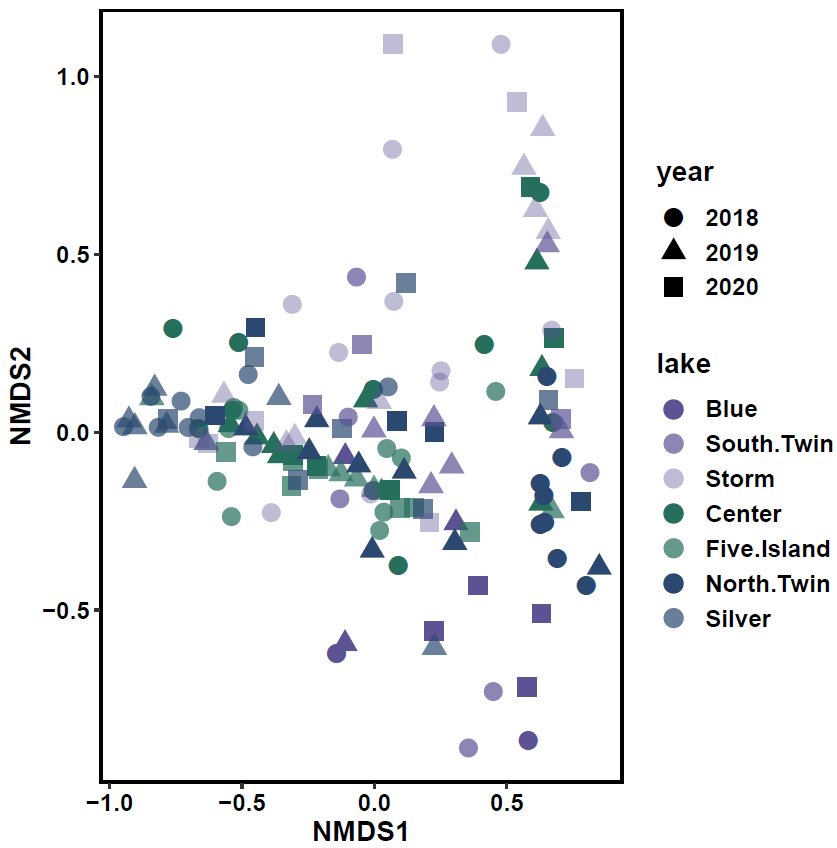 1.0
0.5
0.0
−0.5
NMDS2
−1.0
−0.5
0.0
0.5
NMDS1
year
2018
2019
2020
lake
Blue
South.Twin
Storm
Center
Five.Island
North.Twin
Silver